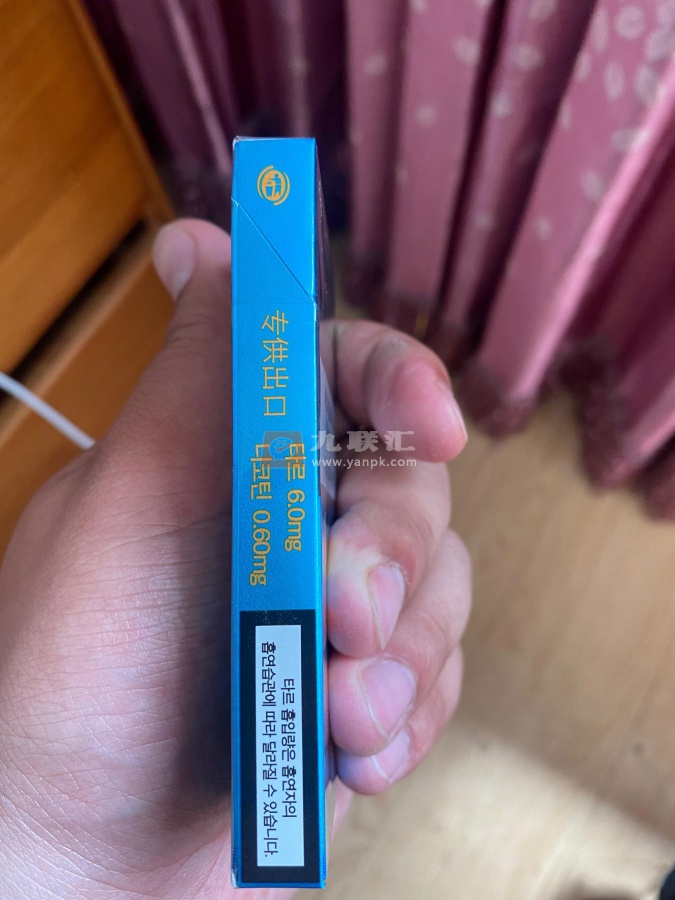 专供出口
타르 6.0mg
니코틴 0.60mg
타르 흡입량은 흡연자의
흡연습관에 따라 달라질 수 있습니다.
九联汇
www.yanpk.com